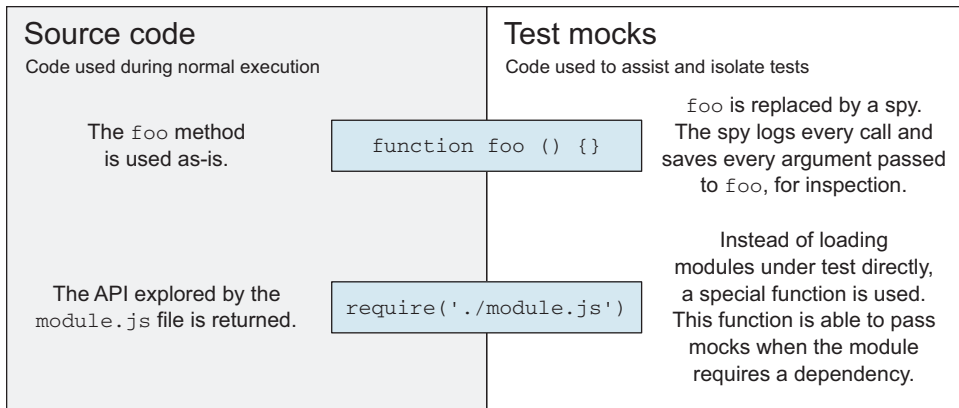 Source code
Code used during normal execution
Test mocks
Code used to assist and isolate tests
The foo method
is used as-is.
function foo () {}
foo is replaced by a spy.
The spy logs every call and
saves every argument passed
to foo, for inspection.
The API explored by the
module.js file is returned.
require('./module.js')
Instead of loading
modules under test directly,
a special function is used.
This function is able to pass
mocks when the module
requires a dependency.